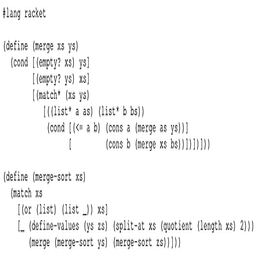 #lang racket
(define (merge xs ys)
(cond [(empty? xs) ys]
[(empty? ys) xs]
[(match* (xs ys)
[((list* a as) (list* b bs))
(cond [(<= a b) (cons a (merge as ys))]
[ (cons b (merge xs bs))])])]))
(define (merge-sort xs)
(match xs
[(or (list) (list _)) xs]
[_ (define-values (ys zs) (split-at xs (quotient (length xs) 2)))
(merge (merge-sort ys) (merge-sort zs))]))